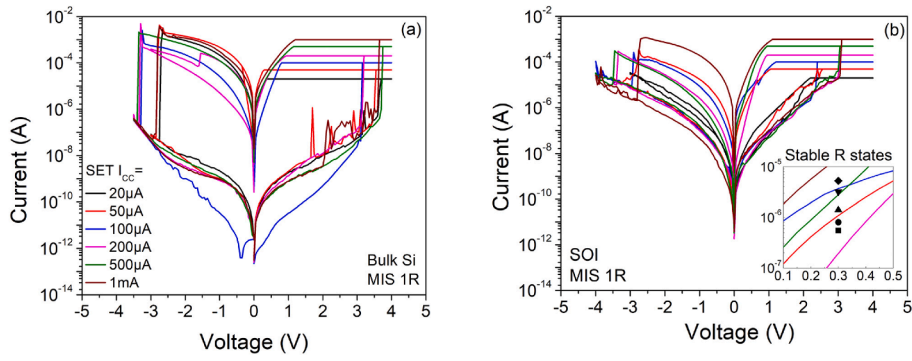 (a)
10⁻²
10⁻⁴
10⁻⁶
10⁻⁸
10⁻¹⁰
10⁻¹²
10⁻¹⁴
Current (A)
SET I_CC=
20µA
50µA
100µA
200µA
500µA
1mA
Bulk Si
MIS 1R
-5 -4 -3 -2 -1 0 1 2 3 4 5
Voltage (V)
(b)
10⁻²
10⁻⁴
10⁻⁶
10⁻⁸
10⁻¹⁰
10⁻¹²
10⁻¹⁴
Current (A)
SOI
MIS 1R
Stable R states
10⁻⁵
10⁻⁶
10⁻⁷
0.1 0.2 0.3 0.4 0.5
-5 -4 -3 -2 -1 0 1 2 3 4 5
Voltage (V)